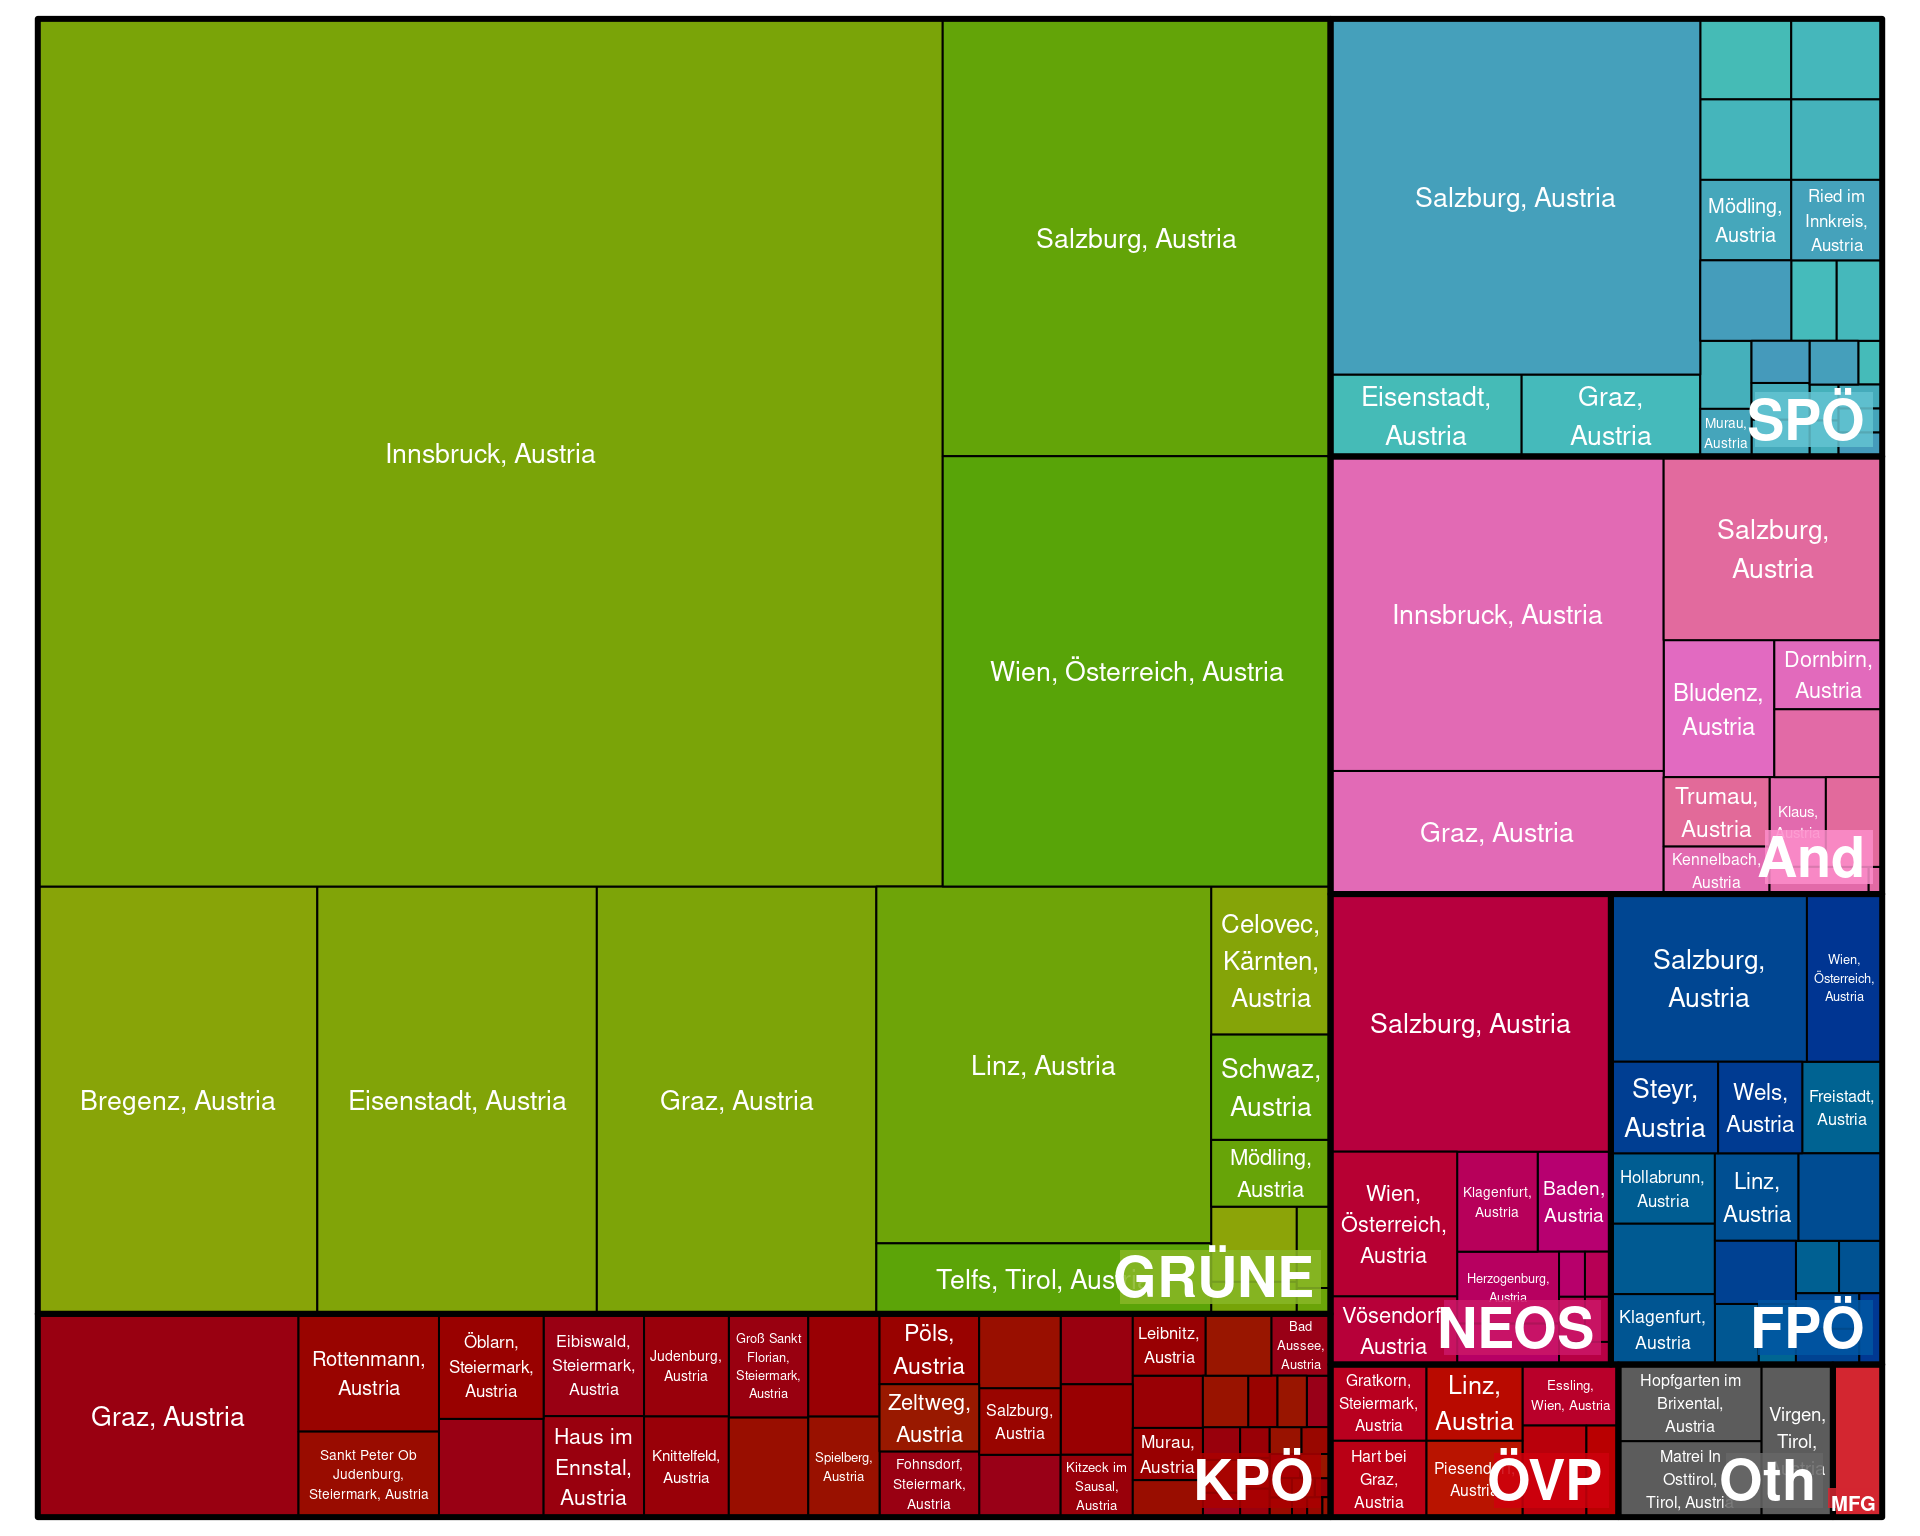 Innsbruck, Austria
Salzburg, Austria
Wien, Österreich, Austria
Bregenz, Austria
Eisenstadt, Austria
Graz, Austria
Linz, Austria
Celovec,
Kärnten,
Austria
Schwaz,
Austria
Mödling,
Austria
Telfs, Tirol, Aus
GRÜNE
Salzburg, Austria
Eisenstadt,
Austria
Graz,
Austria
Mödling,
Austria
Ried im
Innkreis,
Austria
Murau,
Austria
SPÖ
Innsbruck, Austria
Graz, Austria
Salzburg,
Austria
Bludenz,
Austria
Dornbirn,
Austria
Trumau,
Austria
Klaus,
Austria
Kennelbach,
Austria
And
Salzburg, Austria
Wien,
Österreich,
Austria
Klagenfurt,
Austria
Baden,
Austria
Herzogenburg,
Austria
Vösendorf,
Austria
NEOS
Salzburg,
Austria
Wien,
Österreich,
Austria
Steyr,
Austria
Wels,
Austria
Freistadt,
Austria
Hollabrunn,
Austria
Linz,
Austria
Klagenfurt,
Austria
FPÖ
Graz, Austria
Rottenmann,
Austria
Sankt Peter Ob
Judenburg,
Steiermark, Austria
Öblarn,
Steiermark,
Austria
Eibiswald,
Steiermark,
Austria
Haus im
Ennstal,
Austria
Judenburg,
Austria
Knittelfeld,
Austria
Groß Sankt
Florian,
Steiermark,
Austria
Spielberg,
Austria
Pöls,
Austria
Zeltweg,
Austria
Fohnsdorf,
Steiermark,
Austria
Salzburg,
Austria
Kitzeck im
Sausal,
Austria
Leibnitz,
Austria
Murau,
Austria
Bad
Aussee,
Austria
KPÖ
Gratkorn,
Steiermark,
Austria
Hart bei
Graz,
Austria
Linz,
Austria
Piesendorf,
Austria
Essling,
Wien, Austria
ÖVP
Hopfgarten im
Brixental,
Austria
Matrei In
Osttirol,
Tirol, Austria
Virgen,
Tirol,
Austria
Oth
MFG